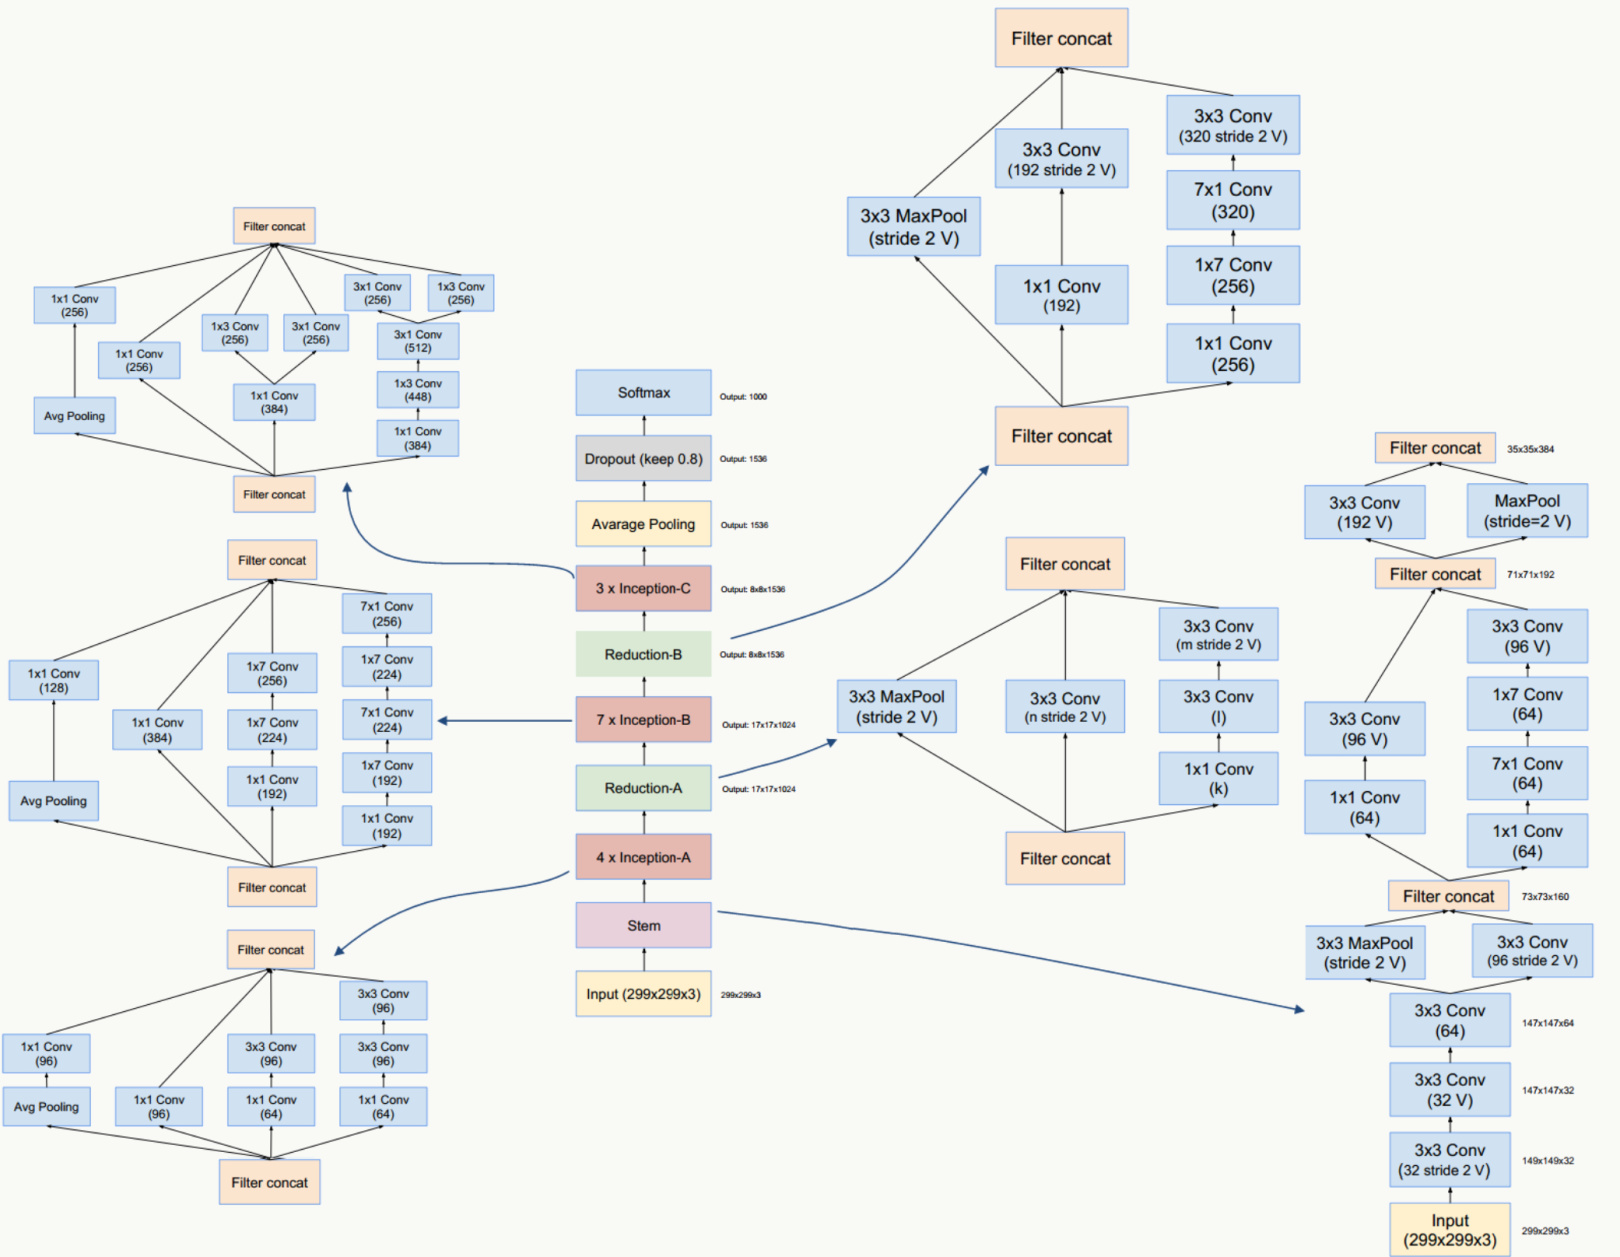 Filter concat
3x3 Conv
(320 stride 2 V)
3x3 Conv
(192 stride 2 V)
7x1 Conv
(320)
3x3 MaxPool
(stride 2 V)
1x7 Conv
(256)
1x1 Conv
(192)
1x1 Conv
(256)
Filter concat
Filter concat
1x1 Conv
(256)
3x1 Conv
(256)
1x3 Conv
(256)
1x3 Conv
(256)
3x1 Conv
(256)
1x1 Conv
(256)
3x1 Conv
(512)
1x3 Conv
(448)
Avg Pooling
1x1 Conv
(384)
1x1 Conv
(384)
Filter concat
Softmax
Output: 1000
Dropout (keep 0.8)
Output: 1536
Avarage Pooling
Output: 1536
3 x Inception-C
Output: 8x8x1536
Reduction-B
Output: 8x8x1536
7 x Inception-B
Output: 17x17x1024
Reduction-A
Output: 17x17x1024
4 x Inception-A
Stem
Input (299x299x3)
299x299x3
Filter concat
7x1 Conv
(256)
1x1 Conv
(128)
1x7 Conv
(256)
1x7 Conv
(224)
1x1 Conv
(384)
1x7 Conv
(224)
7x1 Conv
(224)
Avg Pooling
1x1 Conv
(192)
1x7 Conv
(192)
1x1 Conv
(192)
Filter concat
Filter concat
3x3 Conv
(96)
1x1 Conv
(96)
3x3 Conv
(96)
3x3 Conv
(96)
Avg Pooling
1x1 Conv
(96)
1x1 Conv
(64)
1x1 Conv
(64)
Filter concat
Filter concat
3x3 Conv
(m stride 2 V)
3x3 MaxPool
(stride 2 V)
3x3 Conv
(n stride 2 V)
3x3 Conv
(l)
1x1 Conv
(k)
Filter concat
Filter concat
35x35x384
3x3 Conv
(192 V)
MaxPool
(stride=2 V)
Filter concat
71x71x192
3x3 Conv
(96 V)
3x3 Conv
(96 V)
1x7 Conv
(64)
1x1 Conv
(64)
7x1 Conv
(64)
1x1 Conv
(64)
Filter concat
73x73x160
3x3 MaxPool
(stride 2 V)
3x3 Conv
(96 stride 2 V)
3x3 Conv
(64)
147x147x64
3x3 Conv
(32 V)
147x147x32
3x3 Conv
(32 stride 2 V)
149x149x32
Input
(299x299x3)
299x299x3